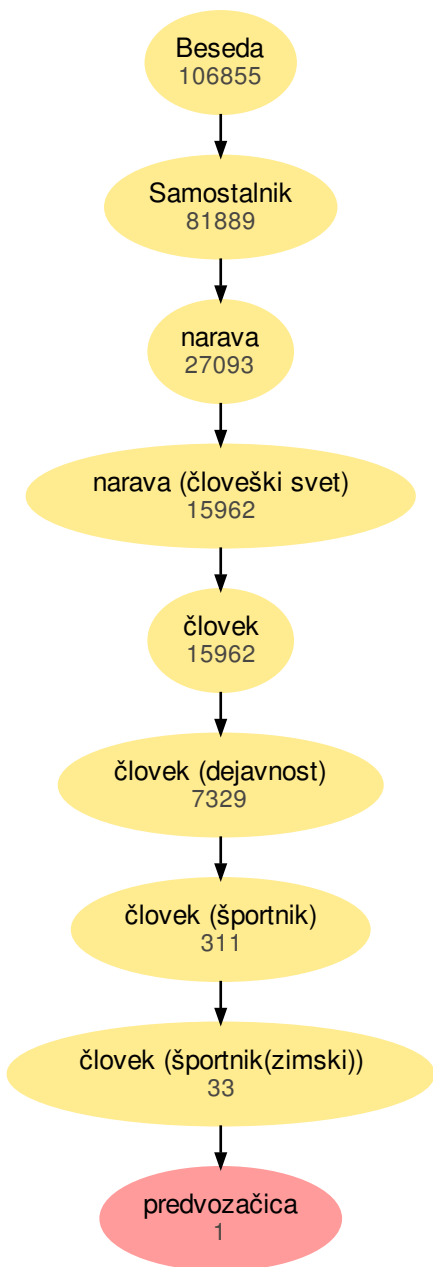 Beseda
106855
Samostalnik
81889
narava
27093
narava (človeški svet)
15962
človek
15962
človek (dejavnost)
7329
človek (športnik)
311
človek (športnik(zimski))
33
predvozačica
1